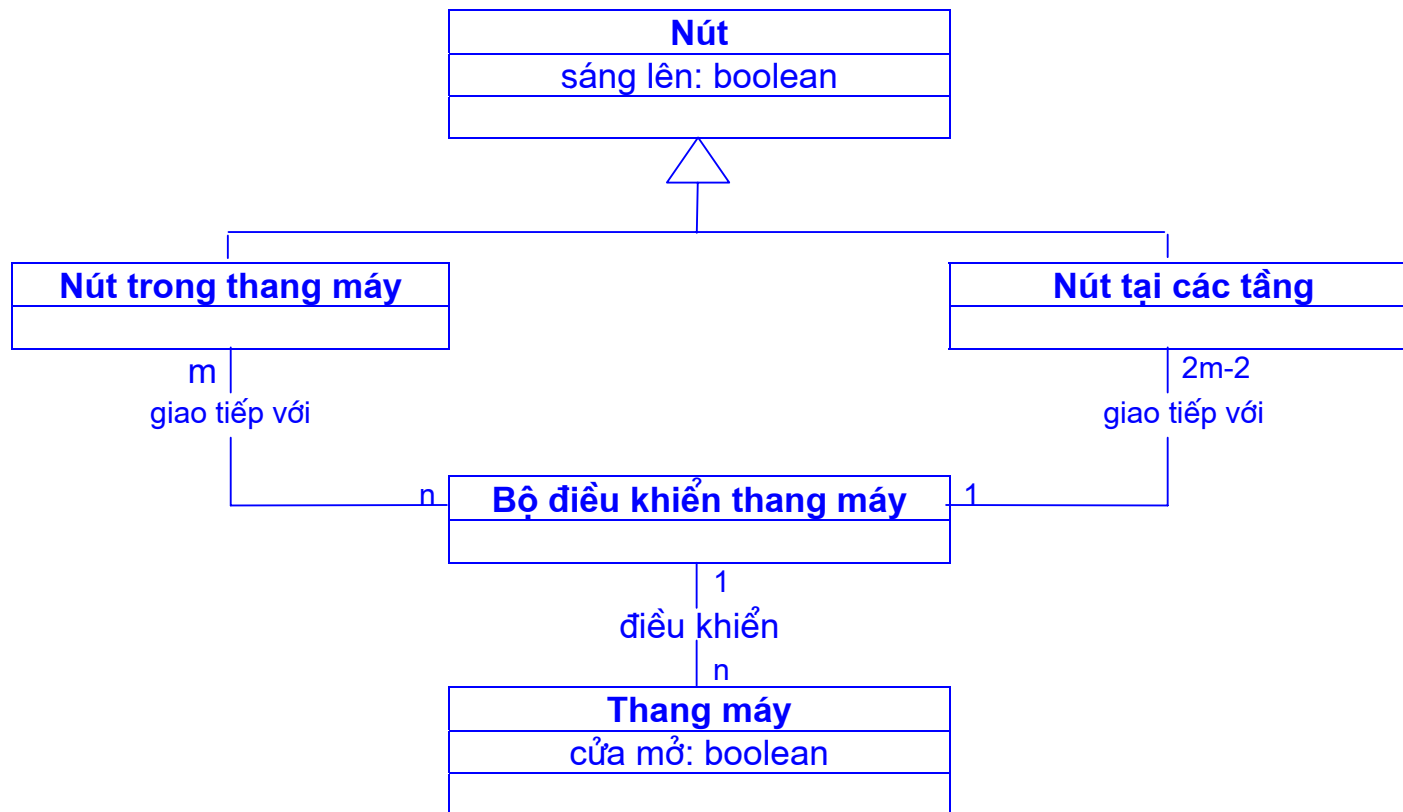 Nút
sáng lên: boolean
Nút trong thang máy
Nút tại các tầng
m
2m-2
giao tiếp với
giao tiếp với
n
Bộ điều khiển thang máy
1
1
điều khiển
n
Thang máy
cửa mở: boolean